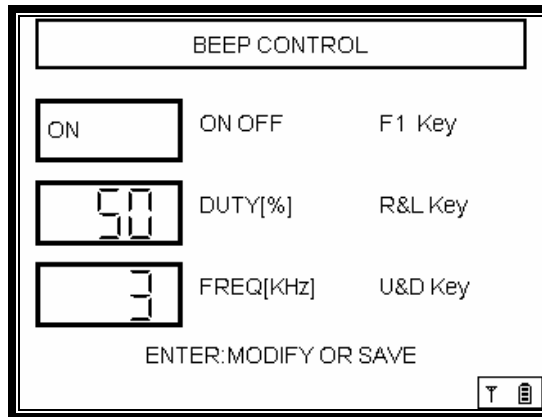 BEEP CONTROL
ON ON OFF F1 Key
50 DUTY[%] R&L Key
3 FREQ[KHz] U&D Key
ENTER:MODIFY OR SAVE